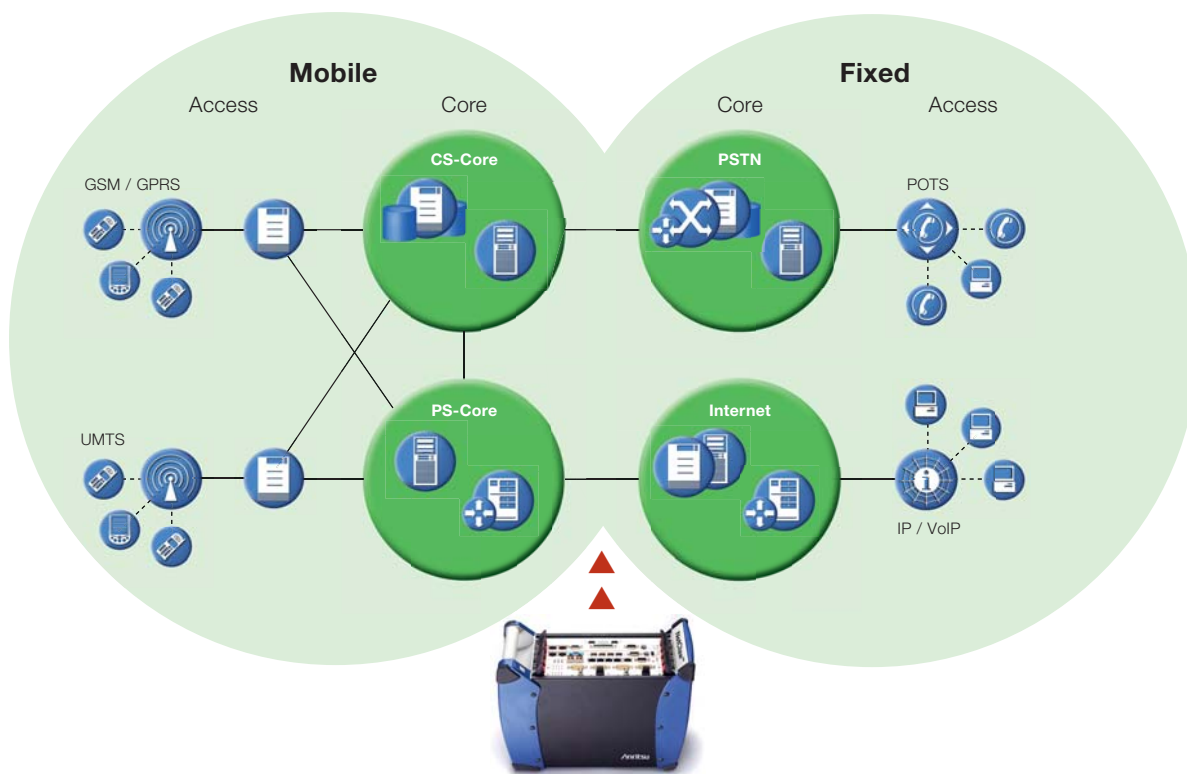 Mobile
Fixed
Access
Core
Core
Access
CS-Core
PSTN
GSM / GPRS
POTS
PS-Core
Internet
UMTS
IP / VoIP
Anritsu